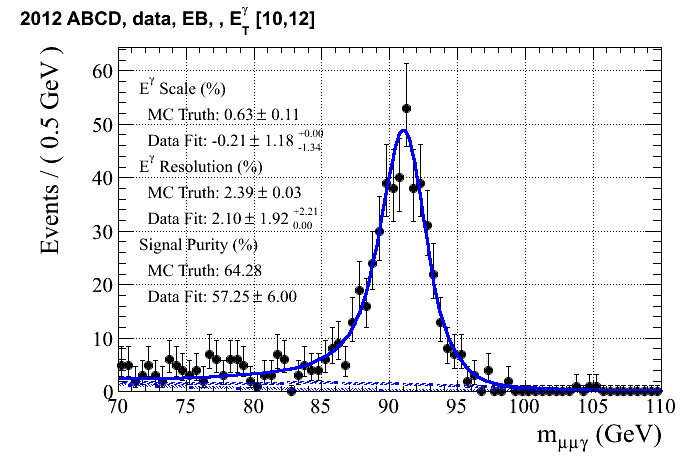 2012 ABCD, data, EB, , E_T^γ [10,12]
Events / ( 0.5 GeV )
E^γ Scale (%)
MC Truth: 0.63 ± 0.11
Data Fit: -0.21 ± 1.18 +0.00 -1.34
E^γ Resolution (%)
MC Truth: 2.39 ± 0.03
Data Fit: 2.10 ± 1.92 +2.21 0.00
Signal Purity (%)
MC Truth: 64.28
Data Fit: 57.25 ± 6.00
60
50
40
30
20
10
0
70 75 80 85 90 95 100 105 110
m_μμγ (GeV)